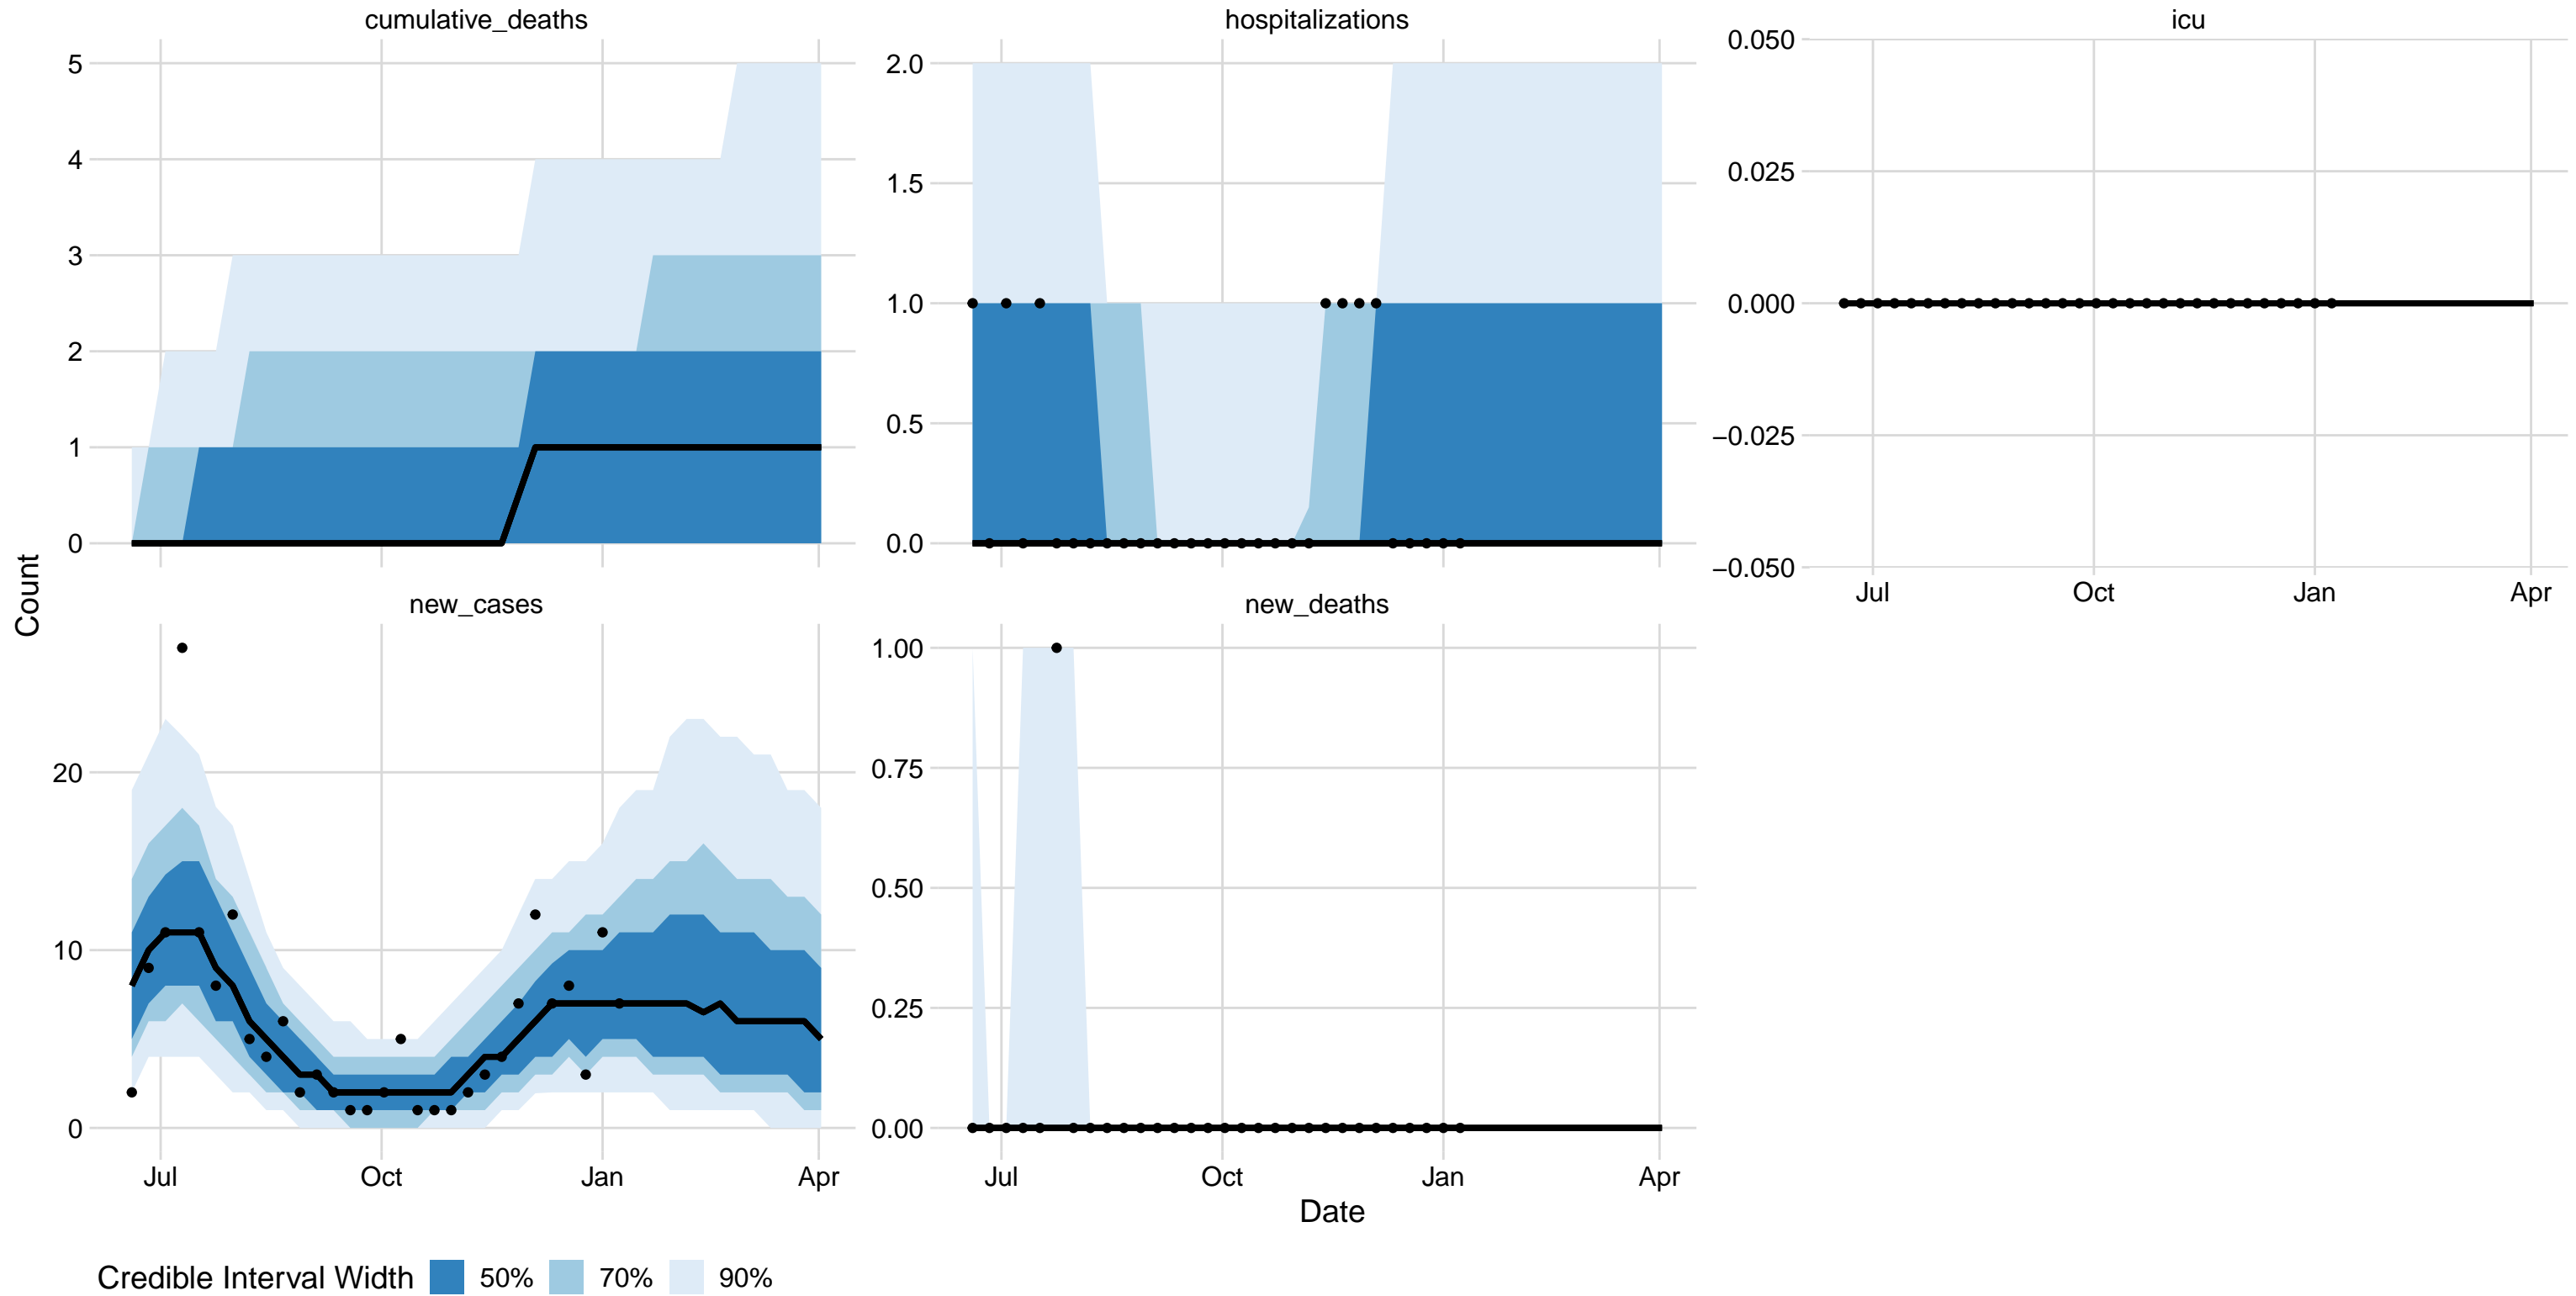 cumulative_deaths
hospitalizations
icu
5
4
3
2
1
0
2.0
1.5
1.0
0.5
0.0
0.050
0.025
0.000
−0.025
−0.050
Jul Oct Jan Apr
Count
new_cases
new_deaths
20
10
0
1.00
0.75
0.50
0.25
0.00
Jul Oct Jan Apr
Jul Oct Jan Apr
Date
Credible Interval Width 50% 70% 90%